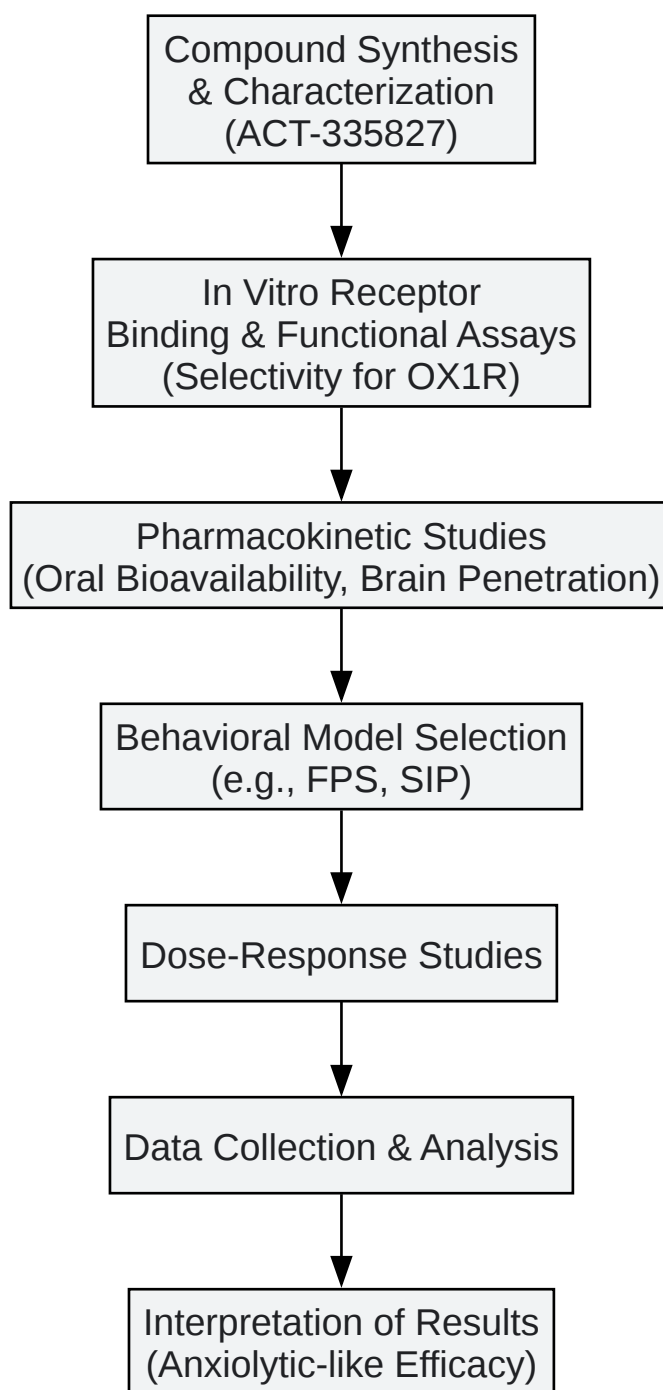 Compound Synthesis
& Characterization
(ACT-335827)
In Vitro Receptor
Binding & Functional Assays
(Selectivity for OX1R)
Pharmacokinetic Studies
(Oral Bioavailability, Brain Penetration)
Behavioral Model Selection
(e.g., FPS, SIP)
Dose-Response Studies
Data Collection & Analysis
Interpretation of Results
(Anxiolytic-like Efficacy)